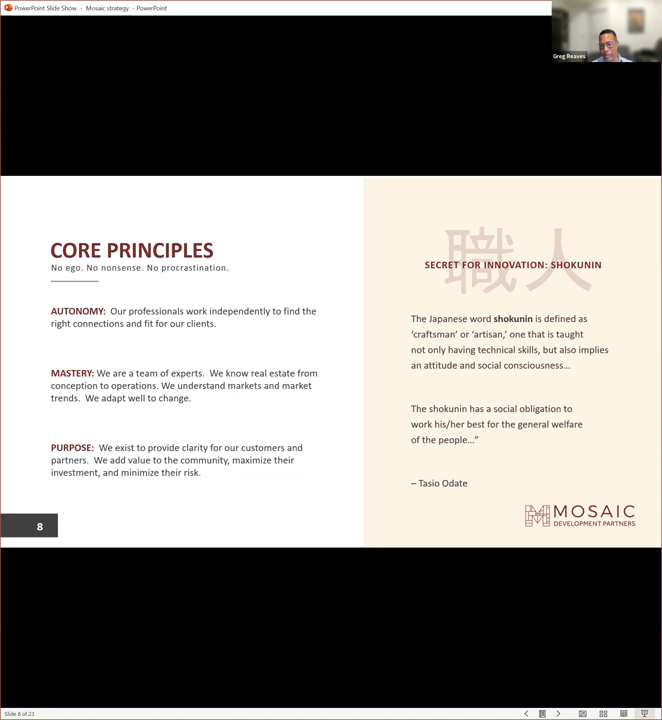 PowerPoint Slide Show - Mosaic strategy - PowerPoint
Greg Reaves
CORE PRINCIPLES
No ego. No nonsense. No procrastination.
AUTONOMY: Our professionals work independently to find the
right connections and fit for our clients.
MASTERY: We are a team of experts. We know real estate from
conception to operations. We understand markets and market
trends. We adapt well to change.
PURPOSE: We exist to provide clarity for our customers and
partners. We add value to the community, maximize their
investment, and minimize their risk.
8
職人
SECRET FOR INNOVATION: SHOKUNIN
The Japanese word shokunin is defined as
‘craftsman’ or ‘artisan,’ one that is taught
not only having technical skills, but also implies
an attitude and social consciousness...
The shokunin has a social obligation to
work his/her best for the general welfare
of the people...”
– Tasio Odate
MOSAIC
DEVELOPMENT PARTNERS
Slide 8 of 23